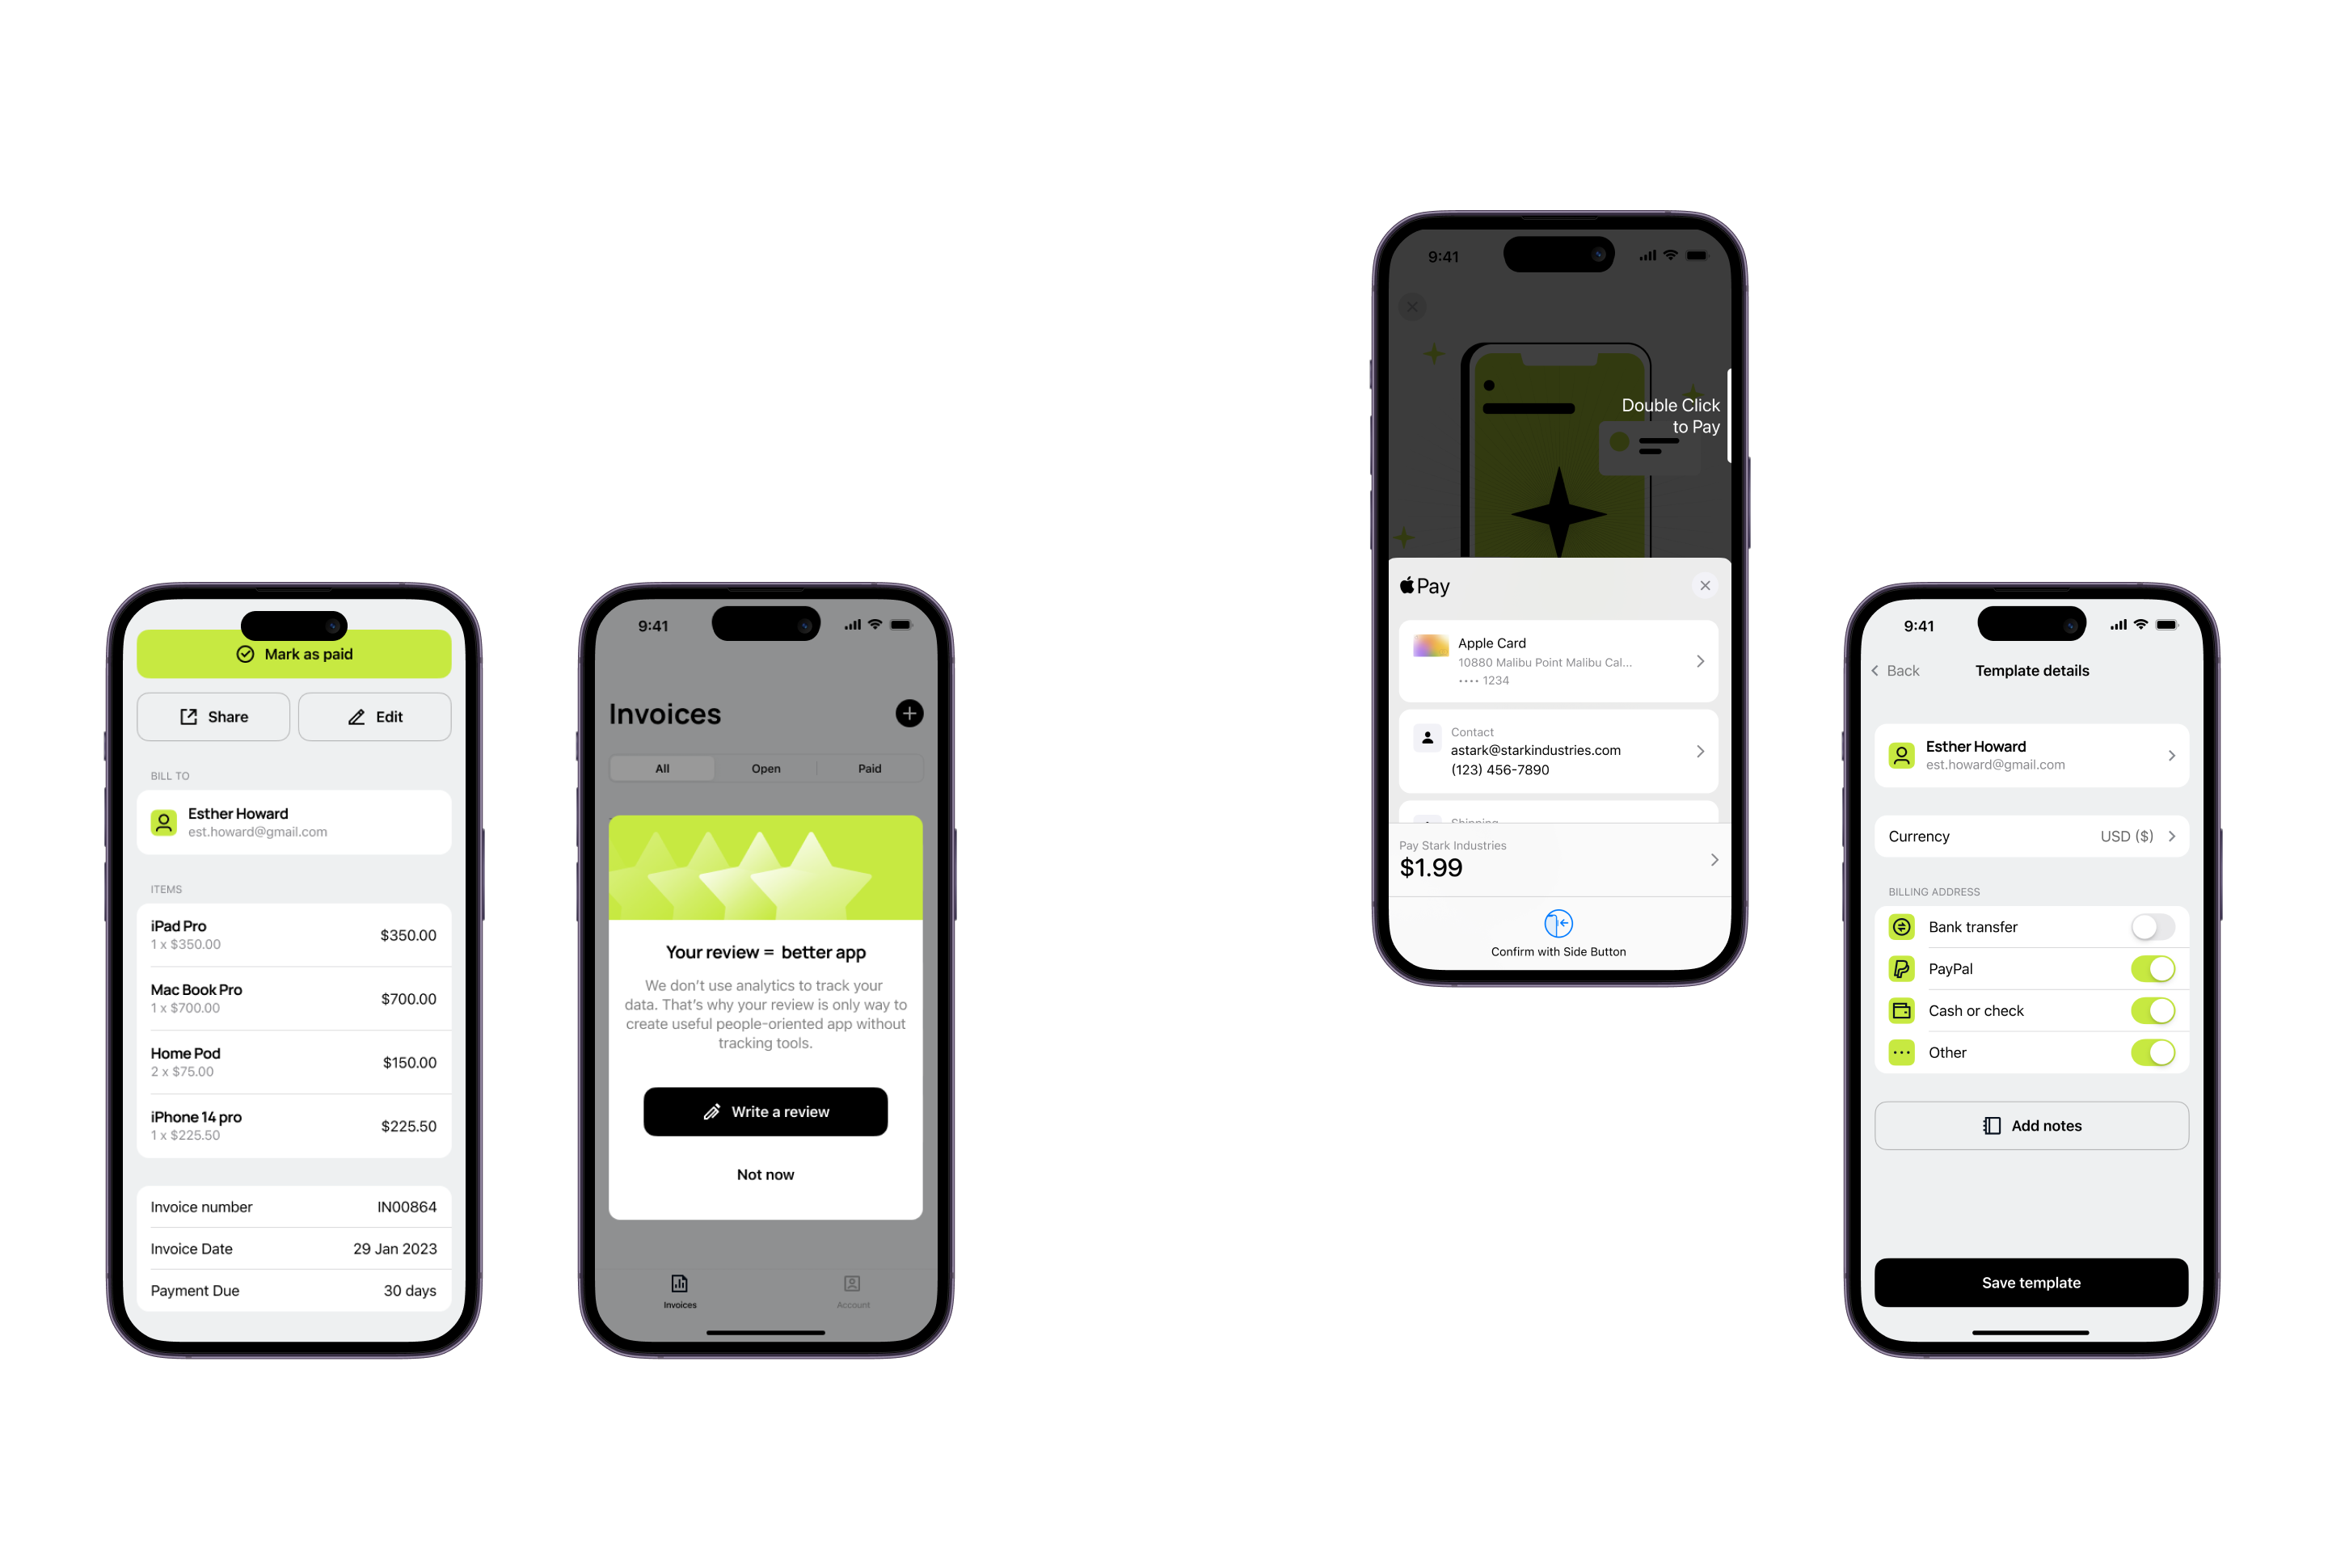 Mark as paid
Share
Edit
BILL TO
Esther Howard
est.howard@gmail.com
ITEMS
iPad Pro
1 x $350.00
$350.00
Mac Book Pro
1 x $700.00
$700.00
Home Pod
2 x $75.00
$150.00
iPhone 14 pro
1 x $225.50
$225.50
Invoice number
IN00864
Invoice Date
29 Jan 2023
Payment Due
30 days
9:41
Invoices
All
Open
Paid
Your review = better app
We don't use analytics to track your
data. That's why your review is only way to
create useful people-oriented app without
tracking tools.
Write a review
Not now
Invoices
Account
9:41
Double Click
to Pay
Pay
Apple Card
10880 Malibu Point Malibu Cal...
•••• 1234
Contact
astark@starkindustries.com
(123) 456-7890
Shipping
Pay Stark Industries
$1.99
Confirm with Side Button
9:41
Back
Template details
Esther Howard
est.howard@gmail.com
Currency
USD ($)
BILLING ADDRESS
Bank transfer
PayPal
Cash or check
Other
Add notes
Save template